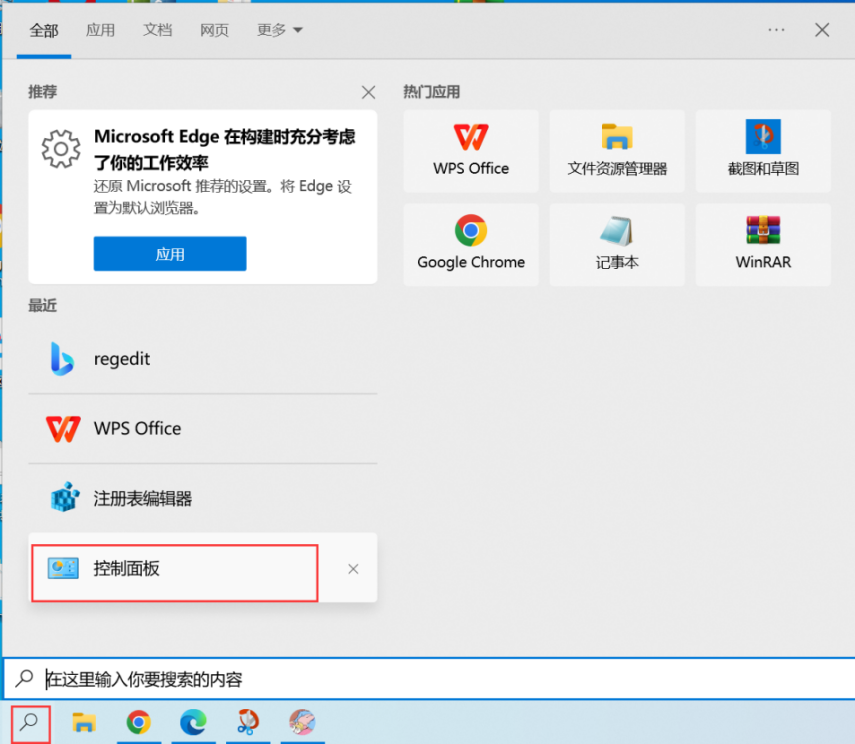 全部 应用 文档 网页 更多
推荐
Microsoft Edge 在构建时充分考虑
了你的工作效率
还原 Microsoft 推荐的设置。将 Edge 设
置为默认浏览器。
应用
最近
regedit
WPS Office
注册表编辑器
控制面板
热门应用
WPS Office 文件资源管理器 截图和草图
Google Chrome 记事本 WinRAR
在这里输入你要搜索的内容